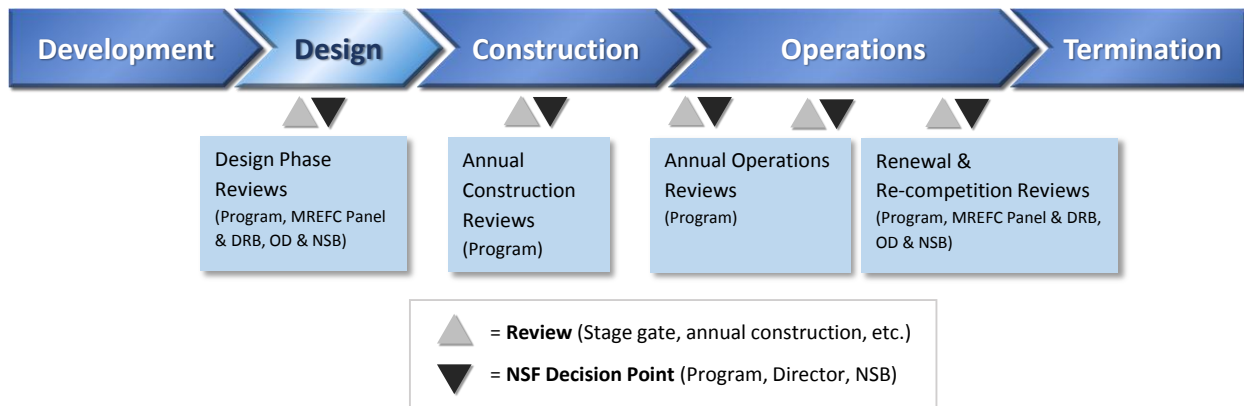 Development
Design
Construction
Operations
Termination
Design Phase
Reviews
(Program, MREFC Panel
& DRB, OD & NSB)
Annual
Construction
Reviews
(Program)
Annual Operations
Reviews
(Program)
Renewal &
Re-competition Reviews
(Program, MREFC Panel & DRB,
OD & NSB)
= Review (Stage gate, annual construction, etc.)
= NSF Decision Point (Program, Director, NSB)